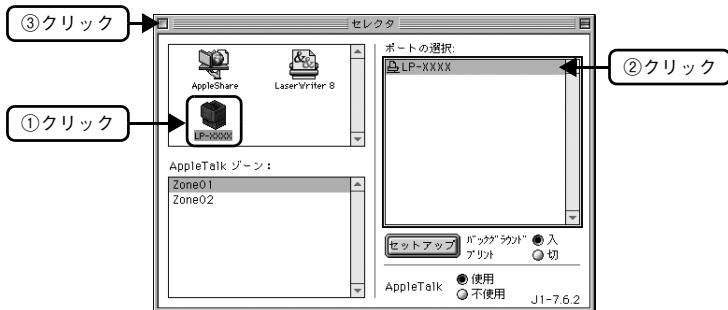 ③クリック
セレクタ
AppleShare
LaserWriter 8
①クリック
LP-XXXX
ポートの選択:
LP-XXXX
②クリック
AppleTalk ゾーン：
Zone01
Zone02
セットアップ
バックグラウンド
プリント
入
切
AppleTalk
使用
不使用
J1-7.6.2